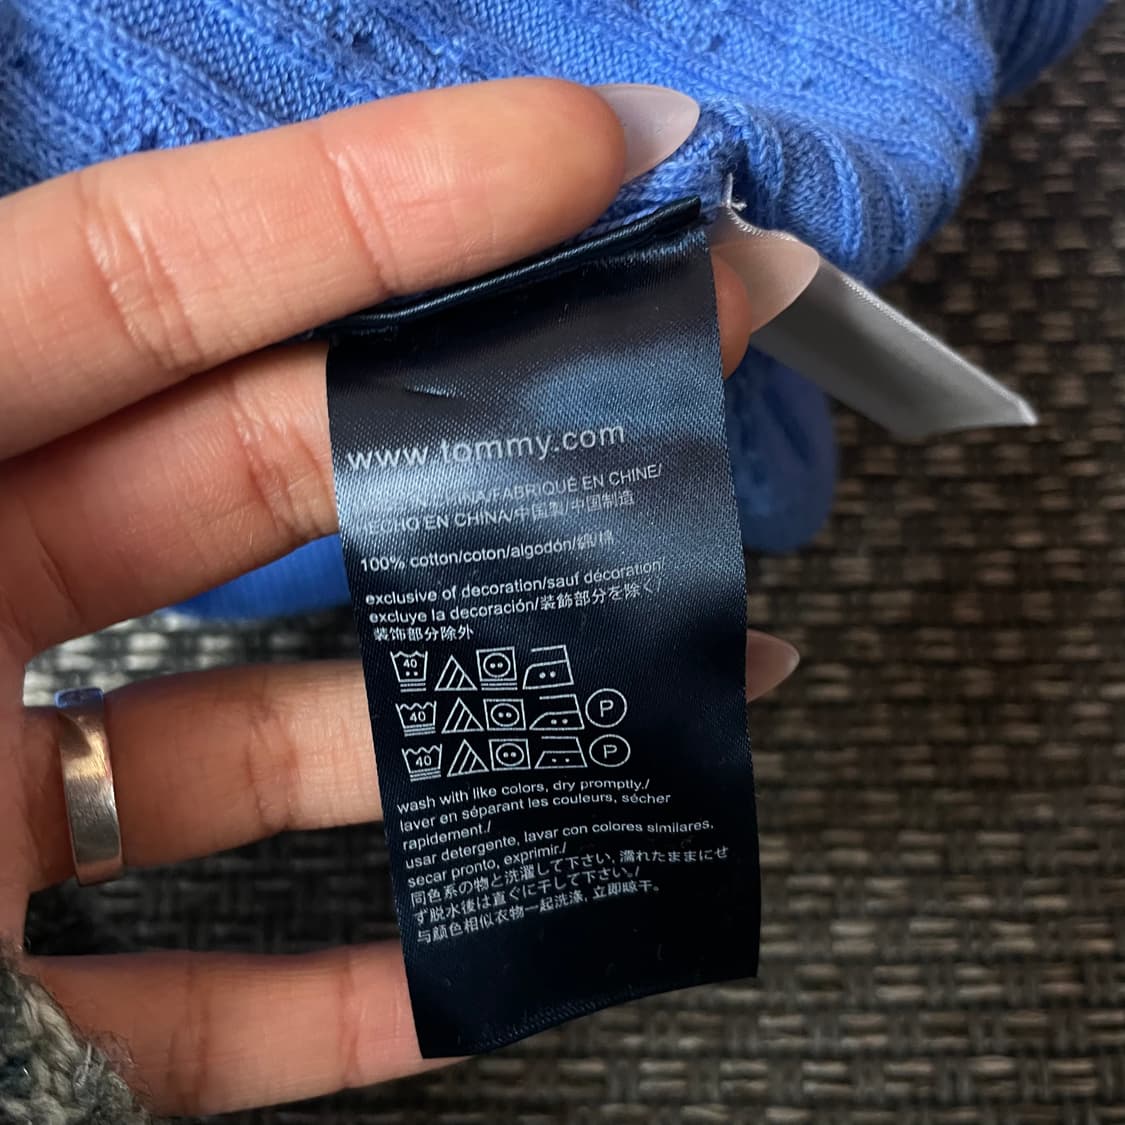 www.tommy.com
CHINA/FABRIQUÉ EN CHINE/
HECHO EN CHINA/中国製/中国制造
100% cotton/coton/algodón/綿/棉
exclusive of decoration/sauf décoration/
excluye la decoración/装飾部分を除く/
装饰部分除外
40
40 P
40 P
wash with like colors, dry promptly./
laver en séparant les couleurs, sécher
rapidement./
usar detergente, lavar con colores similares,
secar pronto, exprimir./
同色系の物と洗濯して下さい, 濡れたままにせ
ず脱水後は直ぐに干して下さい。/
与颜色相似衣物一起洗涤, 立即晾干。